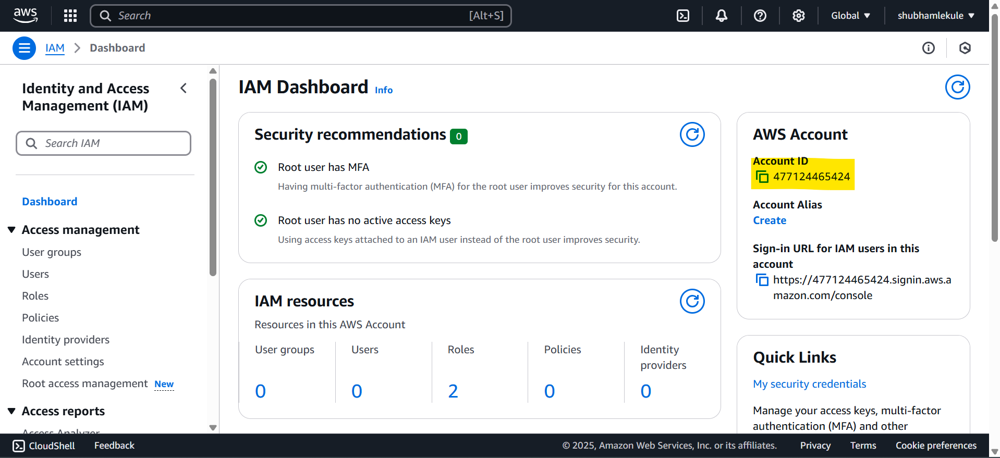 aws
Search
[Alt+S]
Global
shubhamlekule
IAM
Dashboard
Identity and Access
Management (IAM)
Search IAM
Dashboard
Access management
User groups
Users
Roles
Policies
Identity providers
Account settings
Root access management New
Access reports
Access Analyzer
IAM Dashboard Info
Security recommendations 0
Root user has MFA
Having multi-factor authentication (MFA) for the root user improves security for this account.
Root user has no active access keys
Using access keys attached to an IAM user instead of the root user improves security.
IAM resources
Resources in this AWS Account
User groups
0
Users
0
Roles
2
Policies
0
Identity
providers
0
AWS Account
Account ID
477124465424
Account Alias
Create
Sign-in URL for IAM users in this
account
https://477124465424.signin.aws.a
mazon.com/console
Quick Links
My security credentials
Manage your access keys, multi-factor
authentication (MFA) and other
CloudShell
Feedback
© 2025, Amazon Web Services, Inc. or its affiliates.
Privacy
Terms
Cookie preferences